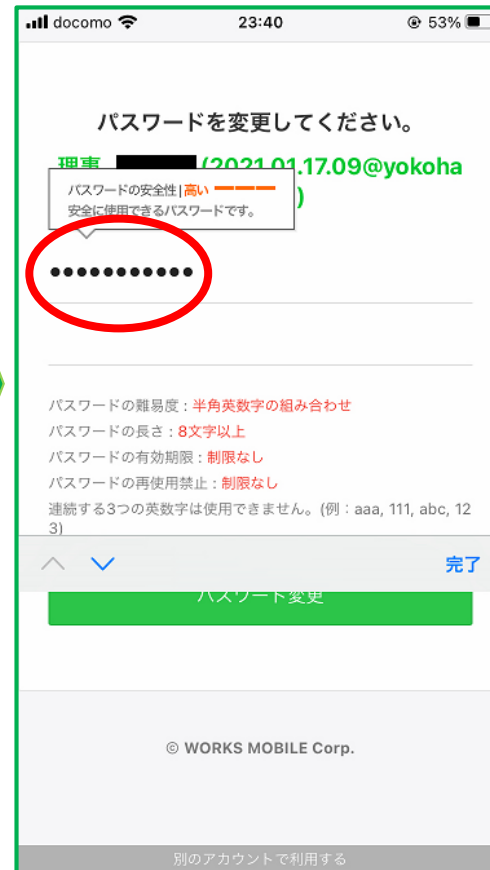 docomo 23:40 53%
パスワードを変更してください。
理事 (2021.01.17.09@yokoha
)
パスワードの安全性|高い
安全に使用できるパスワードです。
●●●●●●●●●●●
パスワードの難易度 : 半角英数字の組み合わせ
パスワードの長さ : 8文字以上
パスワードの有効期限 : 制限なし
パスワードの再使用禁止 : 制限なし
連続する3つの英数字は使用できません。(例 : aaa, 111, abc, 12
3)
完了
パスワード変更
© WORKS MOBILE Corp.
別のアカウントで利用する